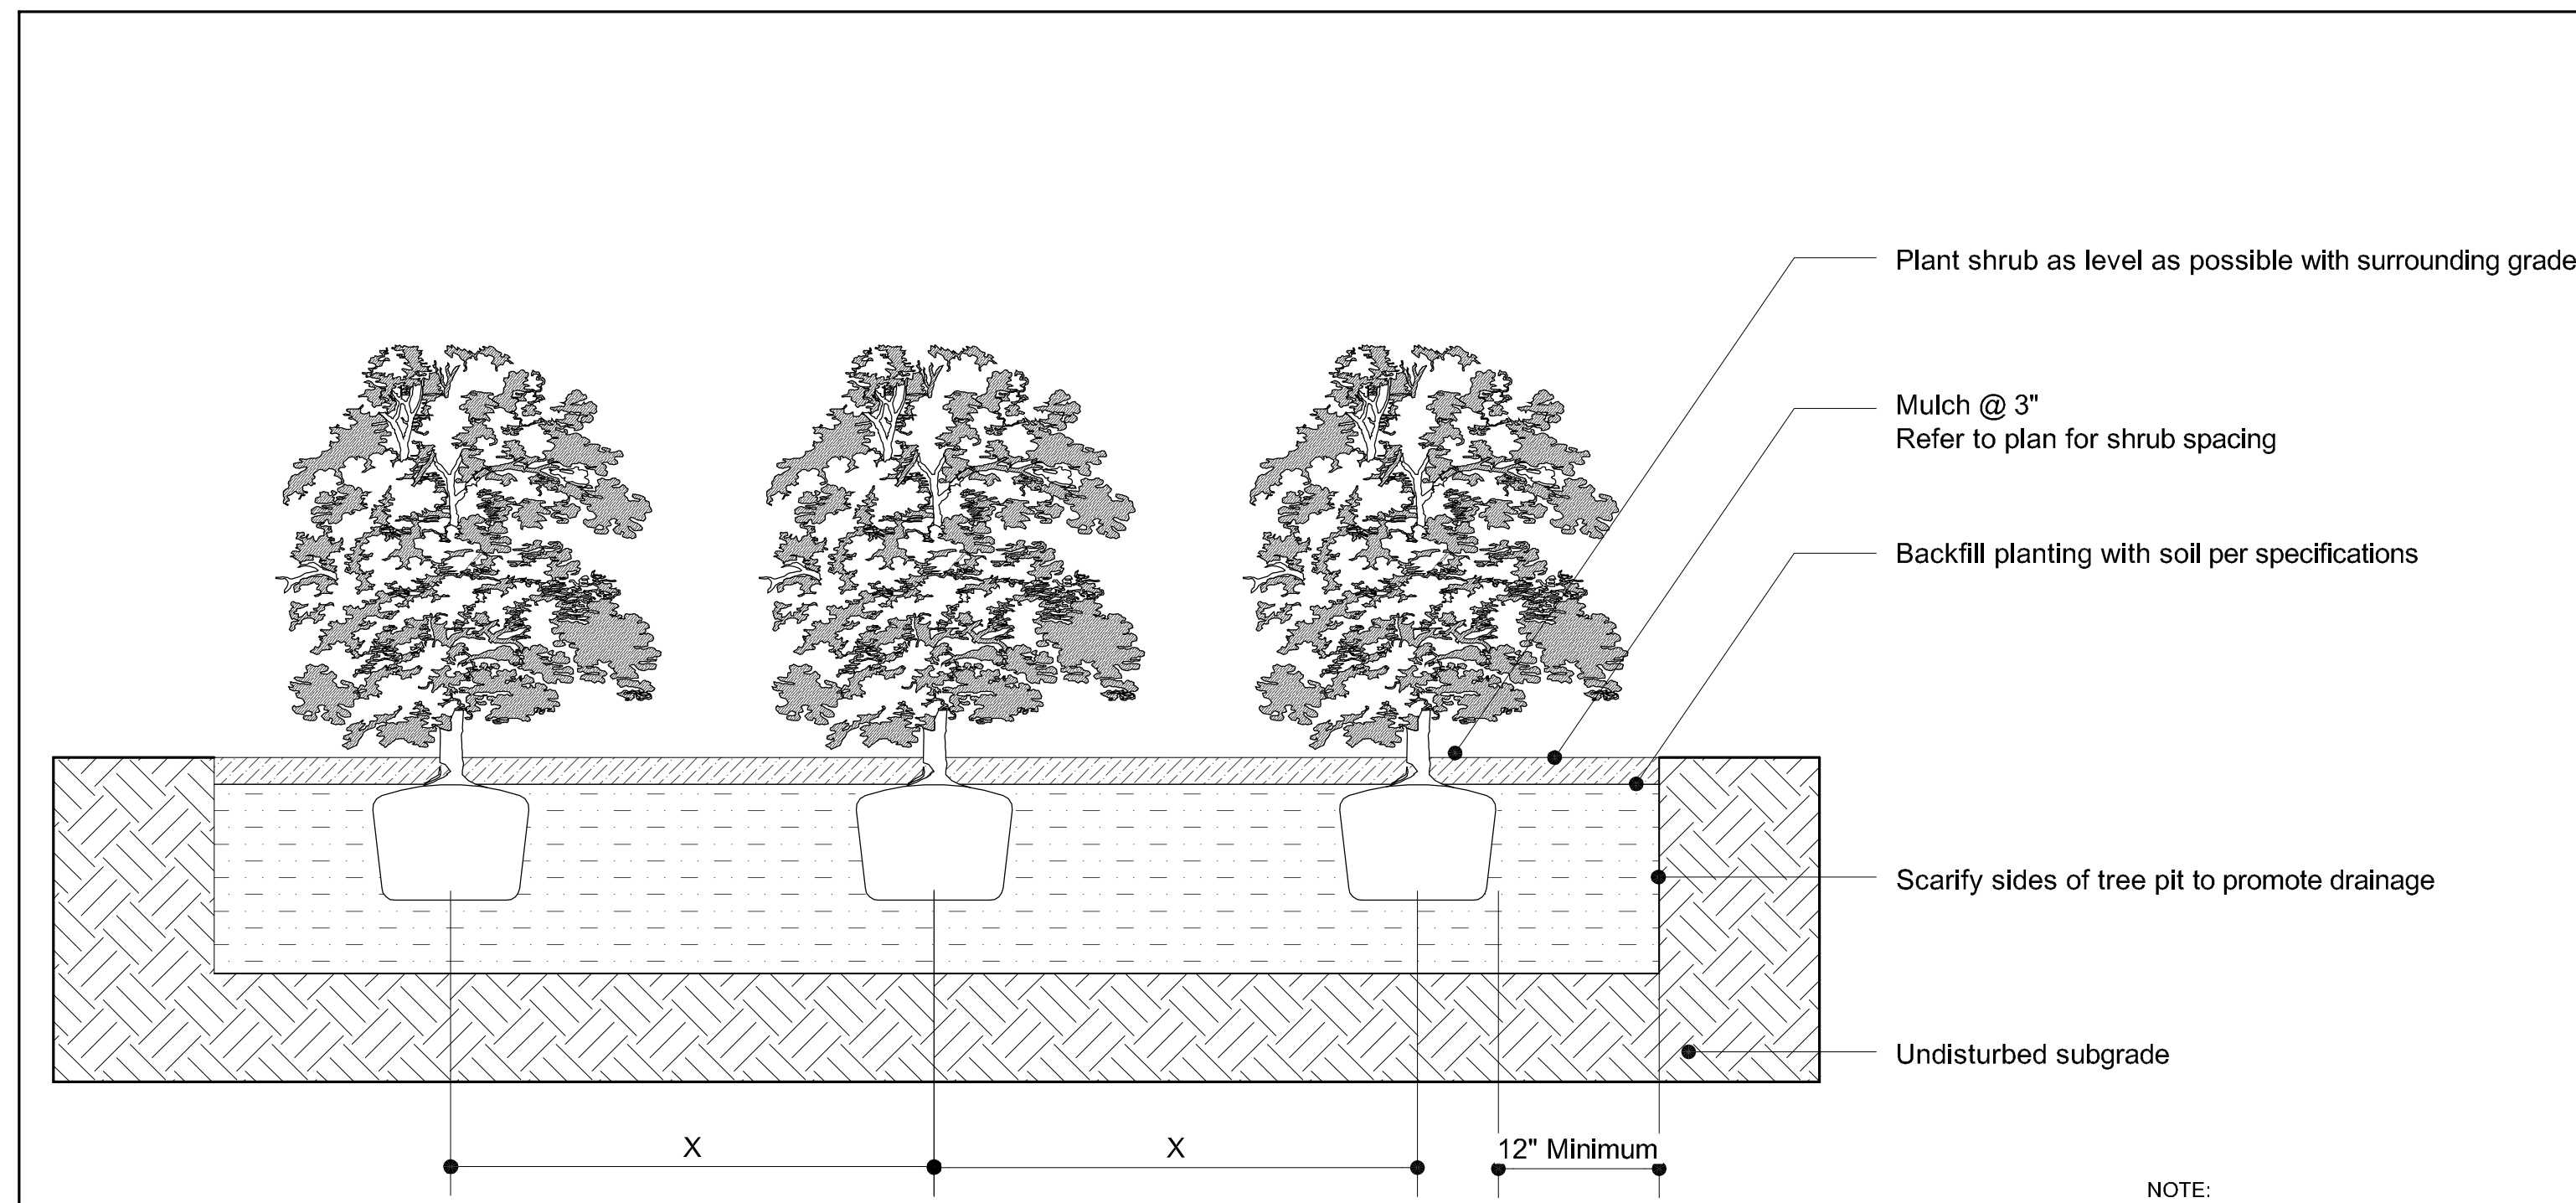 Plant shrub as level as possible with surrounding grade
Mulch @ 3"
Refer to plan for shrub spacing
Backfill planting with soil per specifications
Scarify sides of tree pit to promote drainage
Undisturbed subgrade
X
X
12" Minimum
NOTE: